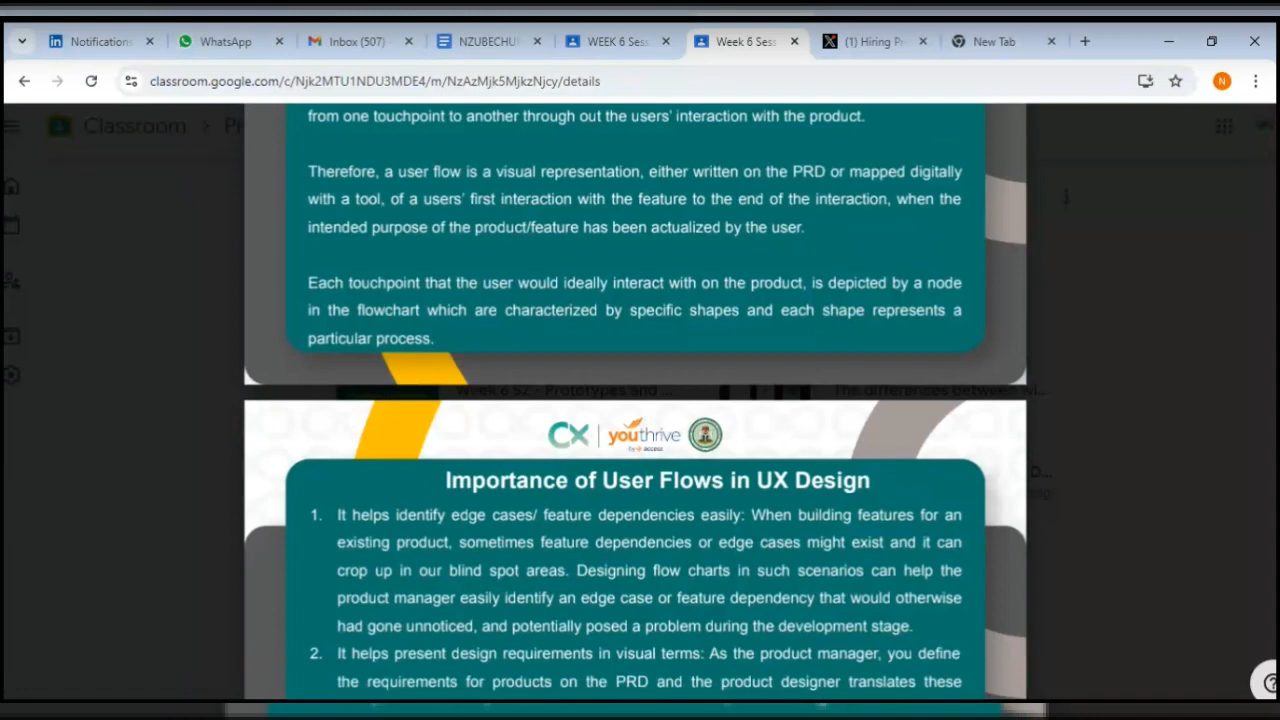 Notifications
WhatsApp
Inbox (507)
NZUBECHU
WEEK 6 Sess
Week 6 Sess
(1) Hiring Pr
New Tab
classroom.google.com/c/Njk2MTU1NDU3MDE4/m/NzAzMjk5MjkzNjcy/details
N
Classroom
from one touchpoint to another through out the users' interaction with the product.
Therefore, a user flow is a visual representation, either written on the PRD or mapped digitally
with a tool, of a users' first interaction with the feature to the end of the interaction, when the
intended purpose of the product/feature has been actualized by the user.
Each touchpoint that the user would ideally interact with on the product, is depicted by a node
in the flowchart which are characterized by specific shapes and each shape represents a
particular process.
CX | youthrive
by access
Importance of User Flows in UX Design
1. It helps identify edge cases/ feature dependencies easily: When building features for an
existing product, sometimes feature dependencies or edge cases might exist and it can
crop up in our blind spot areas. Designing flow charts in such scenarios can help the
product manager easily identify an edge case or feature dependency that would otherwise
had gone unnoticed, and potentially posed a problem during the development stage.
2. It helps present design requirements in visual terms: As the product manager, you define
the requirements for products on the PRD and the product designer translates these